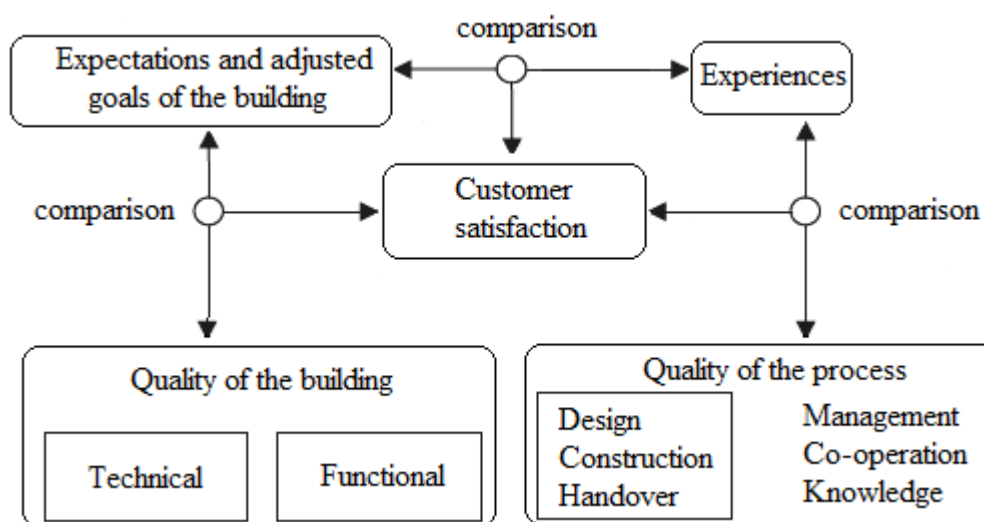 comparison
Expectations and adjusted
goals of the building
Experiences
Customer
satisfaction
comparison
comparison
Quality of the building
Technical
Functional
Quality of the process
Design
Construction
Handover
Management
Co-operation
Knowledge